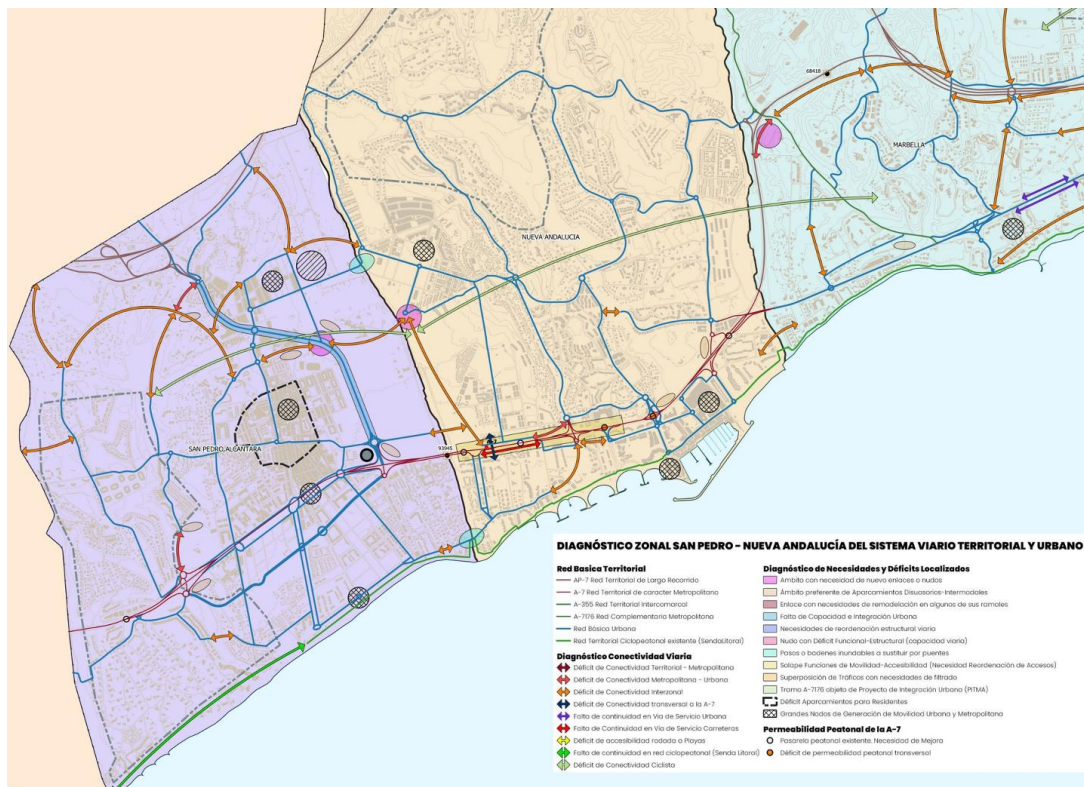 68418
MARBELLA
NUEVA ANDALUCÍA
SAN PEDRO ALCANTARA
93945
DIAGNÓSTICO ZONAL SAN PEDRO - NUEVA ANDALUCÍA DEL SISTEMA VIARIO TERRITORIAL Y URBANO
Red Basica Territorial
AP-7 Red Territorial de Largo Recorrido
A-7 Red Territorial de caracter Metropolitano
A-355 Red Territorial Intercomarcal
A-7176 Red Complementaria Metropolitana
Red Básica Urbana
Red Territorial Ciclopeatonal existente (SendaLitoral)
Diagnóstico Conectividad Viaria
Déficit de Conectividad Territorial - Metropolitana
Déficit de Conectividad Metropolitana - Urbana
Déficit de Conectividad Interzonal
Déficit de Conectividad transversal a la A-7
Falta de continuidad en Via de Servicio Urbana
Falta de Continuidad en Via de Servicio Carreteras
Déficit de accesibilidad rodada a Playas
Falta de continuidad en red ciclopeatonal (Senda Litoral)
Déficit de Conectividad Ciclista
Diagnóstico de Necesidades y Déficits Localizados
Ámbito con necesidad de nuevo enlaces o nudos
Ámbito preferente de Aparcamientos Disuasorios-Intermodales
Enlace con necesidades de remodelación en algunos de sus ramales
Falta de Capacidad e Integración Urbana
Necesidades de reordenación estructural viaria
Nudo con Déficit Funcional-Estructural (capacidad viaria)
Pasos o badenes inundables a sustituir por puentes
Solape Funciones de Movilidad-Accesibilidad (Necesidad Reordenación de Accesos)
Superposición de Tráficos con necesidades de filtrado
Tramo A-7176 objeto de Proyecto de Integración Urbana (PITMA)
Déficit Aparcamientos para Residentes
Grandes Nodos de Generación de Movilidad Urbana y Metropolitana
Permeabilidad Peatonal de la A-7
Pasarela peatonal existente. Necesidad de Mejora
Déficit de permeabilidad peatonal transversal